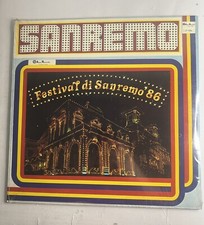 SANREMO
Festival di Sanremo '86